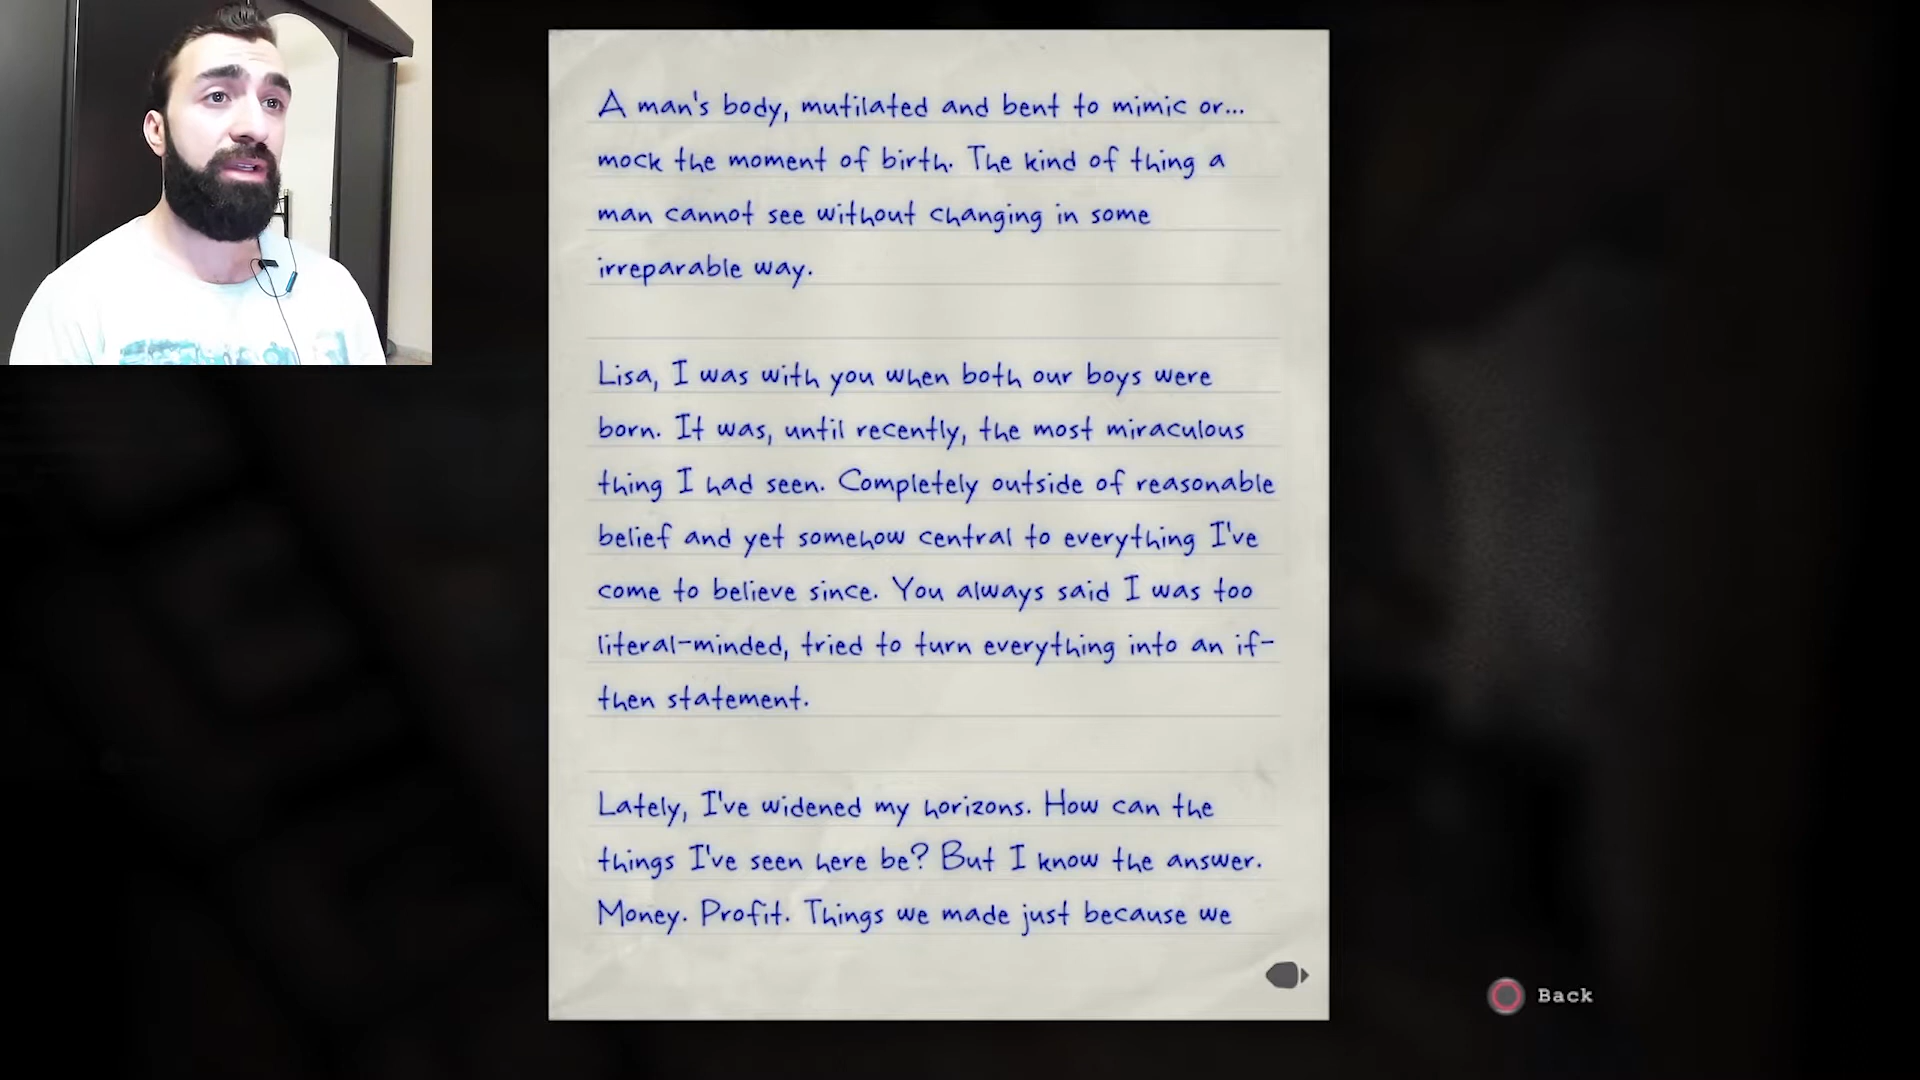 A man's body, mutilated and bent to mimic or...
mock the moment of birth. The kind of thing a
man cannot see without changing in some
irreparable way.
Lisa, I was with you when both our boys were
born. It was, until recently, the most miraculous
thing I had seen. Completely outside of reasonable
belief and yet somehow central to everything I've
come to believe since. You always said I was too
literal-minded, tried to turn everything into an if-
then statement.
Lately, I've widened my horizons. How can the
things I've seen here be? But I know the answer.
Money. Profit. Things we made just because we
Back